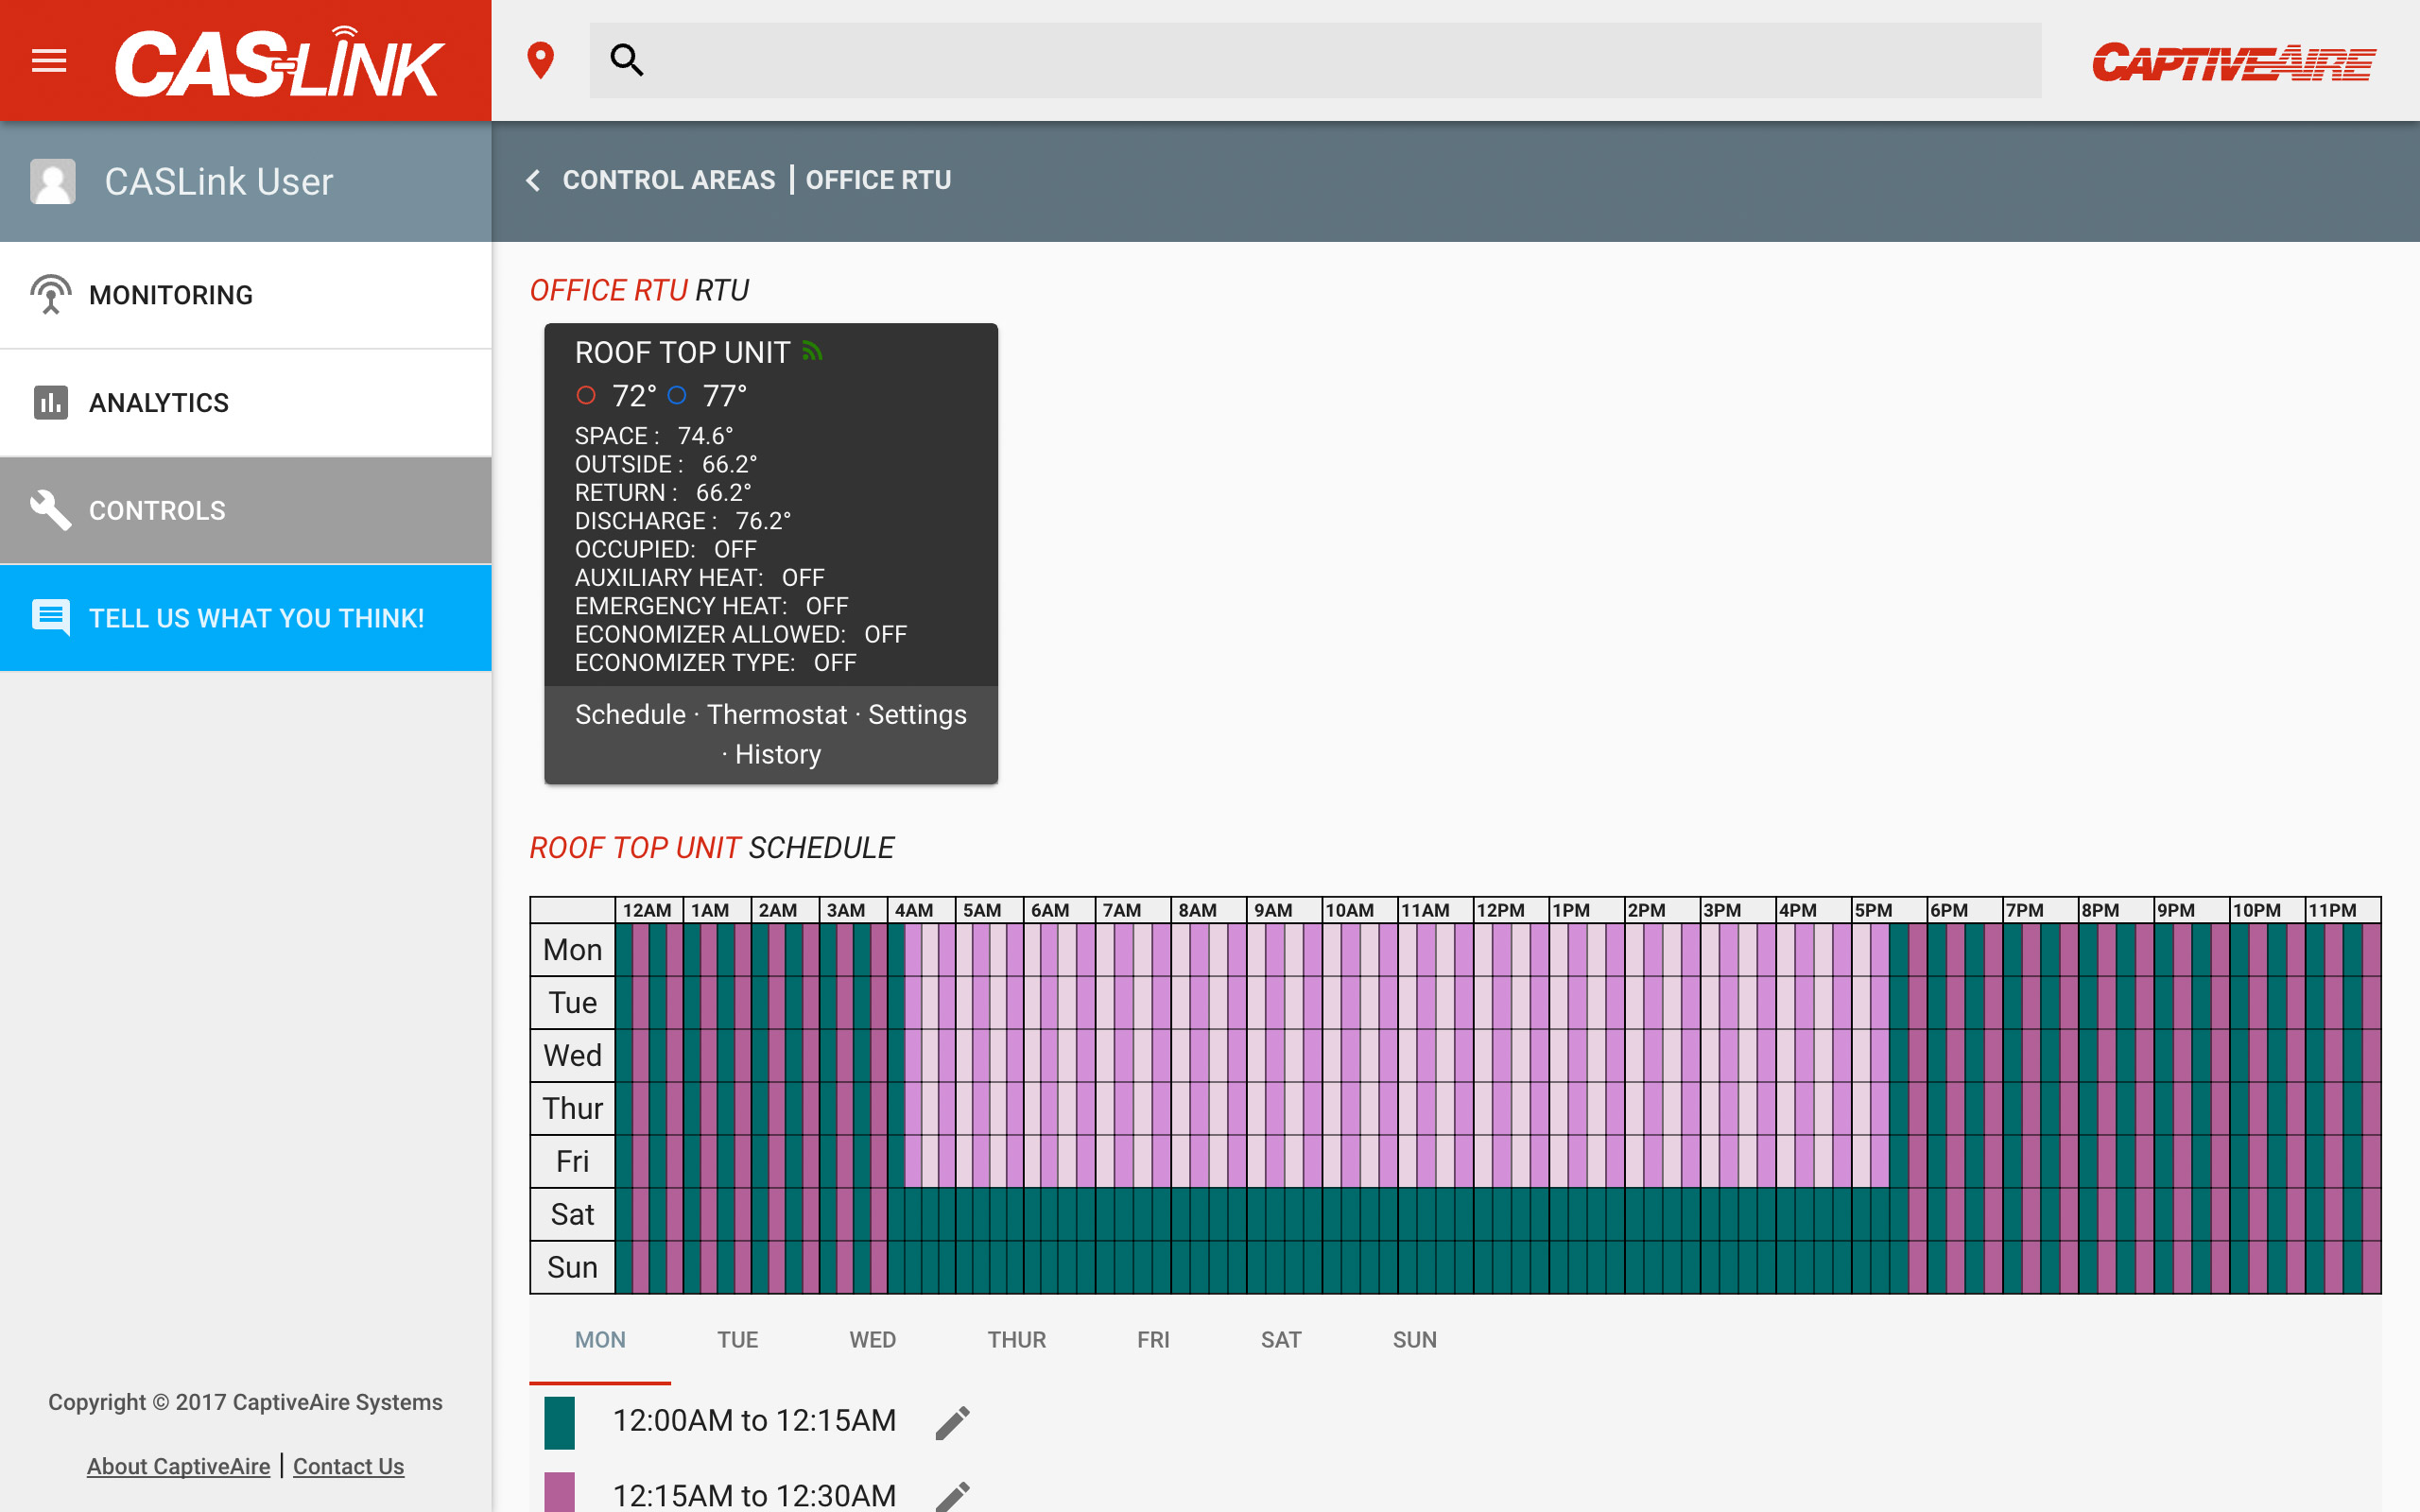 CASLINK
CAPTIVEAIRE
CASLink User
CONTROL AREAS | OFFICE RTU
MONITORING
ANALYTICS
CONTROLS
TELL US WHAT YOU THINK!
Copyright © 2017 CaptiveAire Systems
About CaptiveAire | Contact Us
OFFICE RTU RTU
ROOF TOP UNIT
72° 77°
SPACE : 74.6°
OUTSIDE : 66.2°
RETURN : 66.2°
DISCHARGE : 76.2°
OCCUPIED: OFF
AUXILIARY HEAT: OFF
EMERGENCY HEAT: OFF
ECONOMIZER ALLOWED: OFF
ECONOMIZER TYPE: OFF
Schedule · Thermostat · Settings
· History
ROOF TOP UNIT SCHEDULE
12AM 1AM 2AM 3AM 4AM 5AM 6AM 7AM 8AM 9AM 10AM 11AM 12PM 1PM 2PM 3PM 4PM 5PM 6PM 7PM 8PM 9PM 10PM 11PM
Mon
Tue
Wed
Thur
Fri
Sat
Sun
MON TUE WED THUR FRI SAT SUN
12:00AM to 12:15AM
12:15AM to 12:30AM